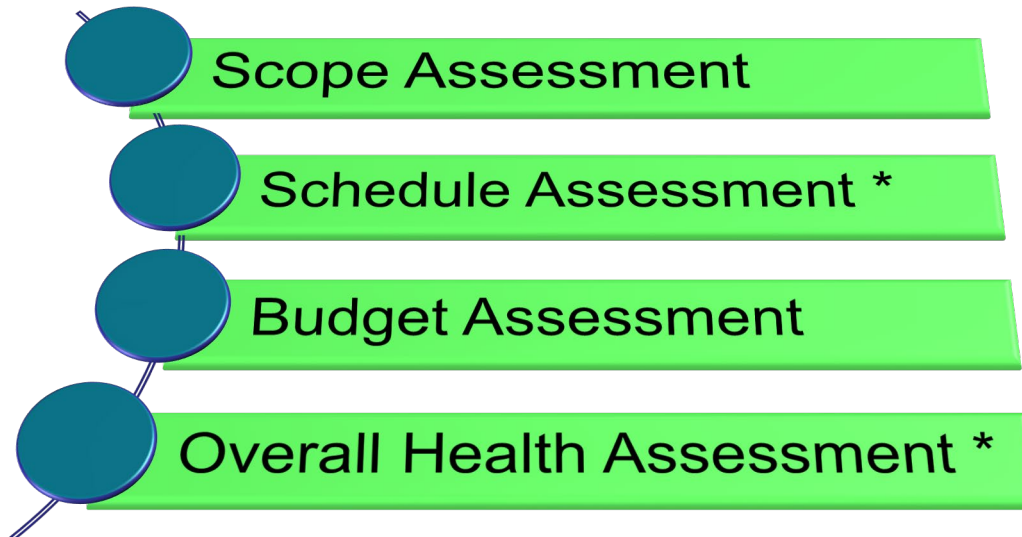 Scope Assessment
Schedule Assessment *
Budget Assessment
Overall Health Assessment *